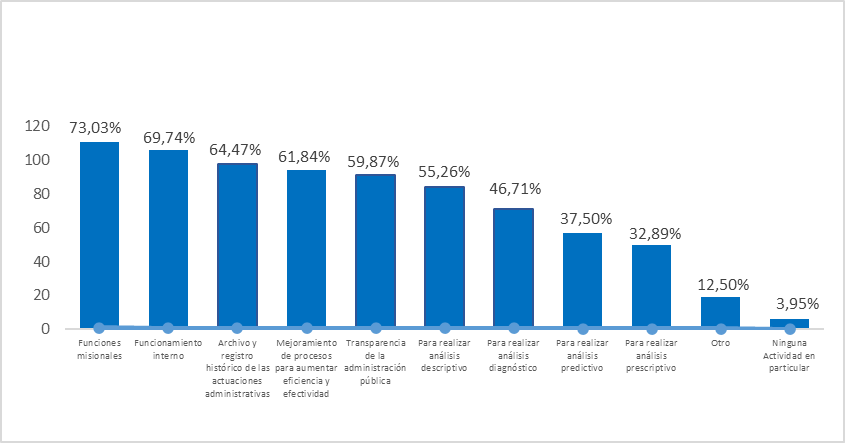 120
100
80
60
40
20
0
73,03%
69,74%
64,47%
61,84%
59,87%
55,26%
46,71%
37,50%
32,89%
12,50%
3,95%
Funciones
misionales
Funcionamiento
interno
Archivo y
registro
histórico de las
actuaciones
administrativas
Mejoramiento
de procesos
para aumentar
eficiencia y
efectividad
Transparencia
de la
administración
pública
Para realizar
análisis
descriptivo
Para realizar
análisis
diagnóstico
Para realizar
análisis
predictivo
Para realizar
análisis
prescriptivo
Otro
Ninguna
Actividad en
particular